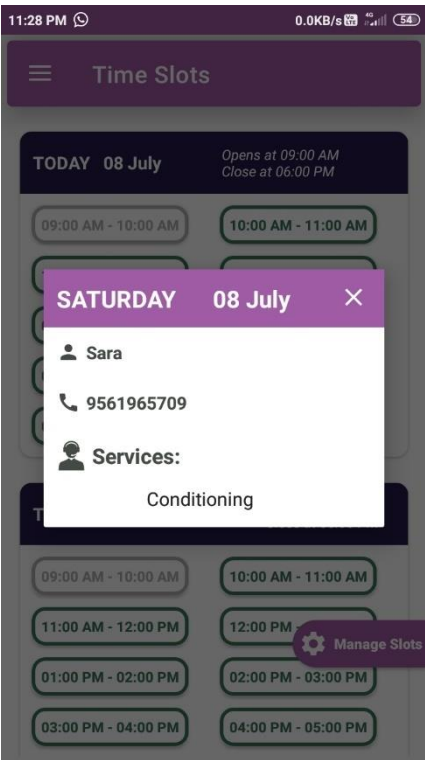 11:28 PM 0.0KB/s 4G 54
Time Slots
TODAY 08 July Opens at 09:00 AM
Close at 06:00 PM
09:00 AM - 10:00 AM 10:00 AM - 11:00 AM
SATURDAY 08 July
Sara
9561965709
Services:
Conditioning
09:00 AM - 10:00 AM 10:00 AM - 11:00 AM
11:00 AM - 12:00 PM 12:00 PM -
Manage Slots
01:00 PM - 02:00 PM 02:00 PM - 03:00 PM
03:00 PM - 04:00 PM 04:00 PM - 05:00 PM